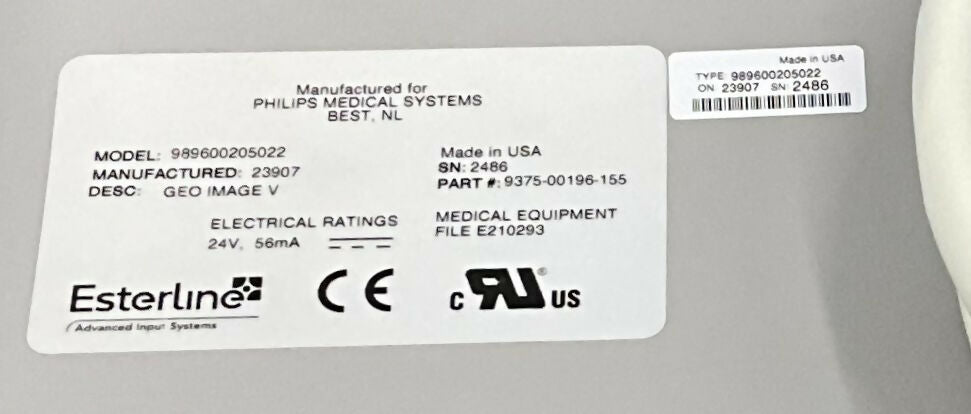 Manufactured for
PHILIPS MEDICAL SYSTEMS
BEST, NL
MODEL: 989600205022
MANUFACTURED: 23907
DESC: GEO IMAGE V
Made in USA
SN: 2486
PART #: 9375-00196-155
ELECTRICAL RATINGS
24V, 56mA
MEDICAL EQUIPMENT
FILE E210293
Esterline
Advanced Input Systems
CE
c RU ® US
Made in USA
TYPE 989600205022
ON 23907 SN 2486